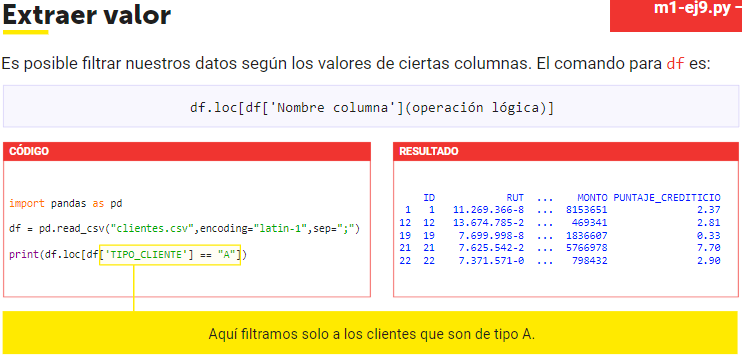 Extraer valor
m1-ej9.py –
Es posible filtrar nuestros datos según los valores de ciertas columnas. El comando para df es:
df.loc[df['Nombre columna'](operación lógica)]
CÓDIGO
import pandas as pd
df = pd.read_csv("clientes.csv",encoding="latin-1",sep=";")
print(df.loc[df['TIPO_CLIENTE'] == "A"])
RESULTADO
ID RUT ... MONTO PUNTAJE_CREDITICIO
1 1 11.269.366-8 ... 8153651 2.37
12 12 13.674.785-2 ... 469341 2.81
19 19 7.699.998-8 ... 1836607 0.33
21 21 7.625.542-2 ... 5766978 7.70
22 22 7.371.571-0 ... 798432 2.90
Aquí filtramos solo a los clientes que son de tipo A.